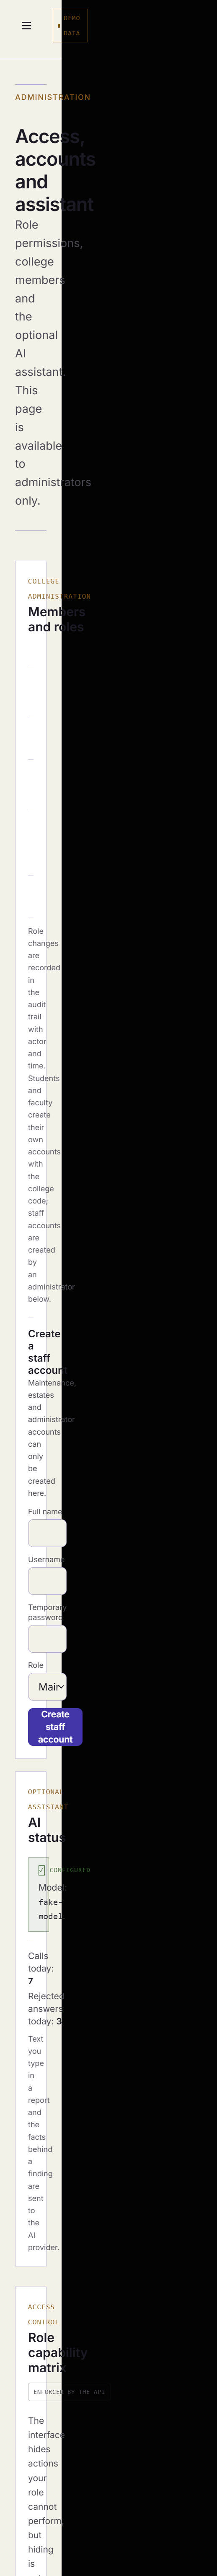 DEMO
DATA
ADMINISTRATION
Access,
accounts
and
assistant
Role
permissions,
college
members
and
the
optional
AI
assistant.
This
page
is
available
to
administrators
only.
COLLEGE
ADMINISTRATION
Members
and roles
Role
changes
are
recorded
in
the
audit
trail
with
actor
and
time.
Students
and
faculty
create
their
own
accounts
with
the
college
code;
staff
accounts
are
created
by
an
administrator
below.
Create
a
staff
account
Maintenance,
estates
and
administrator
accounts
can
only
be
created
here.
Full name
Username
Temporary
password
Role
Main
Create
staff
account
OPTIONAL
ASSISTANT
AI
status
CONFIGURED
Model
fake-
model
Calls
today:
7
Rejected
answers
today: 3
Text
you
type
in
a
report
and
the
facts
behind
a
finding
are
sent
to
the
AI
provider.
ACCESS
CONTROL
Role
capability
matrix
ENFORCED BY THE API
The
interface
hides
actions
your
role
cannot
perform,
but
hiding
is